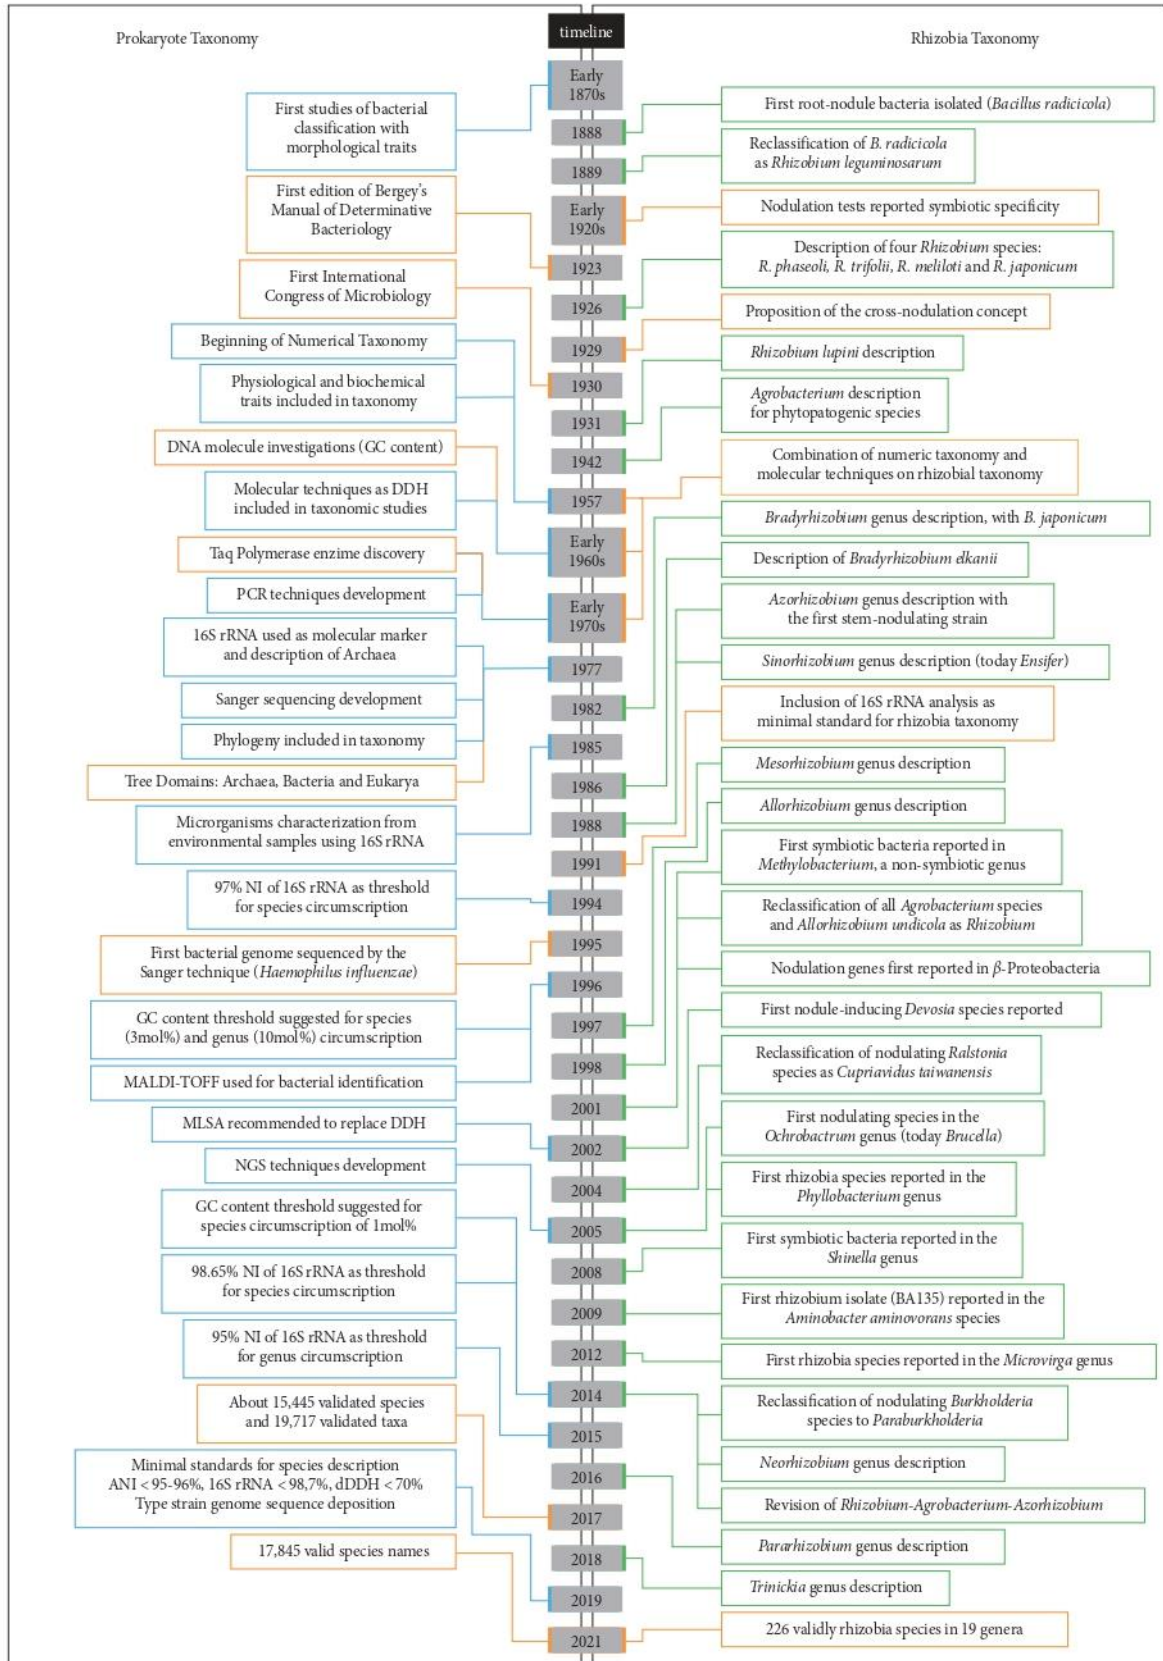 Prokaryote Taxonomy
timeline
Rhizobia Taxonomy
First studies of bacterial
classification with
morphological traits
First edition of Bergey's
Manual of Determinative
Bacteriology
First International
Congress of Microbiology
Beginning of Numerical Taxonomy
Physiological and biochemical
traits included in taxonomy
DNA molecule investigations (GC content)
Molecular techniques as DDH
included in taxonomic studies
Taq Polymerase enzime discovery
PCR techniques development
16S rRNA used as molecular marker
and description of Archaea
Sanger sequencing development
Phylogeny included in taxonomy
Tree Domains: Archaea, Bacteria and Eukarya
Microrganisms characterization from
environmental samples using 16S rRNA
97% NI of 16S rRNA as threshold
for species circumscription
First bacterial genome sequenced by the
Sanger technique (Haemophilus influenzae)
GC content threshold suggested for species
(3mol%) and genus (10mol%) circumscription
MALDI-TOFF used for bacterial identification
MLSA recommended to replace DDH
NGS techniques development
GC content threshold suggested for
species circumscription of 1mol%
98.65% NI of 16S rRNA as threshold
for species circumscription
95% NI of 16S rRNA as threshold
for genus circumscription
About 15,445 validated species
and 19,717 validated taxa
Minimal standards for species description
ANI < 95-96%, 16S rRNA < 98,7%, dDDH < 70%
Type strain genome sequence deposition
17,845 valid species names
Early
1870s
1888
1889
Early
1920s
1923
1926
1929
1930
1931
1942
1957
Early
1960s
Early
1970s
1977
1982
1985
1986
1988
1991
1994
1995
1996
1997
1998
2001
2002
2004
2005
2008
2009
2012
2014
2015
2016
2017
2018
2019
2021
First root-nodule bacteria isolated (Bacillus radicicola)
Reclassification of B. radicicola
as Rhizobium leguminosarum
Nodulation tests reported symbiotic specificity
Description of four Rhizobium species:
R. phaseoli, R. trifolii, R. meliloti and R. japonicum
Proposition of the cross-nodulation concept
Rhizobium lupini description
Agrobacterium description
for phytopatogenic species
Combination of numeric taxonomy and
molecular techniques on rhizobial taxonomy
Bradyrhizobium genus description, with B. japonicum
Description of Bradyrhizobium elkanii
Azorhizobium genus description with
the first stem-nodulating strain
Sinorhizobium genus description (today Ensifer)
Inclusion of 16S rRNA analysis as
minimal standard for rhizobia taxonomy
Mesorhizobium genus description
Allorhizobium genus description
First symbiotic bacteria reported in
Methylobacterium, a non-symbiotic genus
Reclassification of all Agrobacterium species
and Allorhizobium undicola as Rhizobium
Nodulation genes first reported in β-Proteobacteria
First nodule-inducing Devosia species reported
Reclassification of nodulating Ralstonia
species as Cupriavidus taiwanensis
First nodulating species in the
Ochrobactrum genus (today Brucella)
First rhizobia species reported in the
Phyllobacterium genus
First symbiotic bacteria reported in the
Shinella genus
First rhizobium isolate (BA135) reported in the
Aminobacter aminovorans species
First rhizobia species reported in the Microvirga genus
Reclassification of nodulating Burkholderia
species to Paraburkholderia
Neorhizobium genus description
Revision of Rhizobium-Agrobacterium-Azorhizobium
Pararhizobium genus description
Trinickia genus description
226 validly rhizobia species in 19 genera